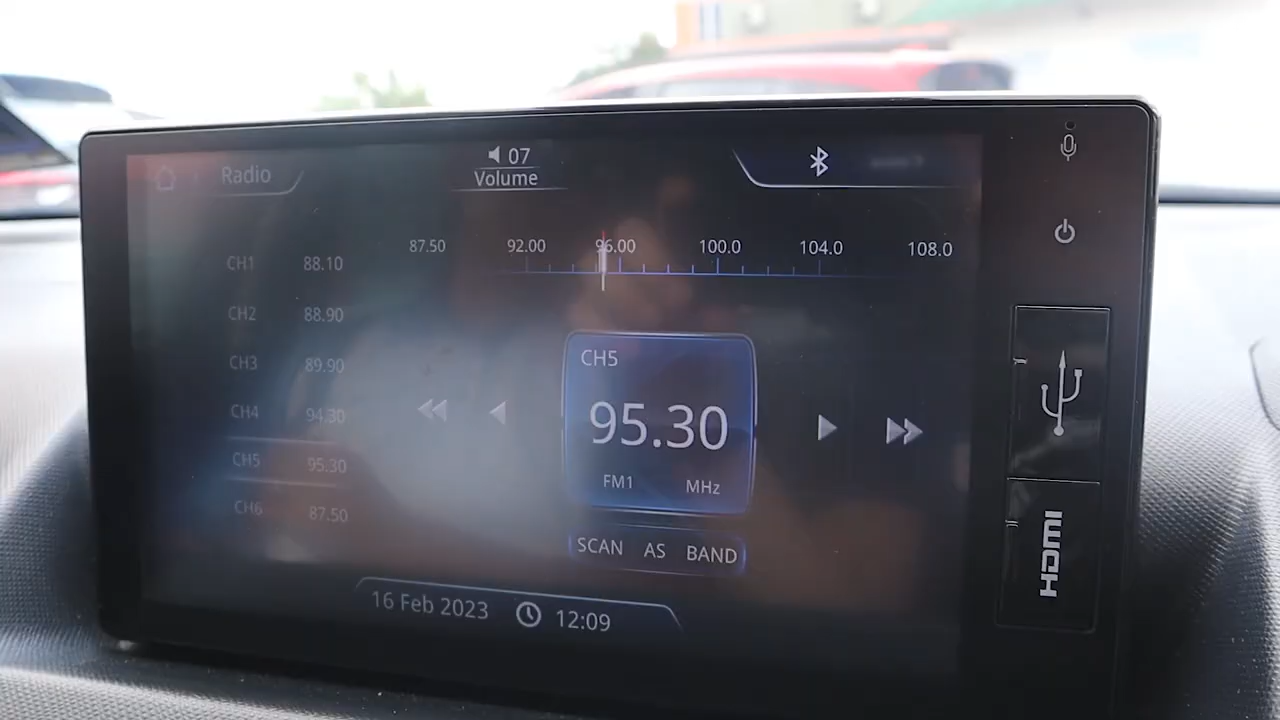 Radio
07
Volume
87.50 92.00 96.00 100.0 104.0 108.0
CH1 88.10
CH2 88.90
CH3 89.90
CH4 94.30
CH5 95.30
CH6 87.50
CH5
95.30
FM1 MHz
SCAN AS BAND
16 Feb 2023 12:09
HDMI